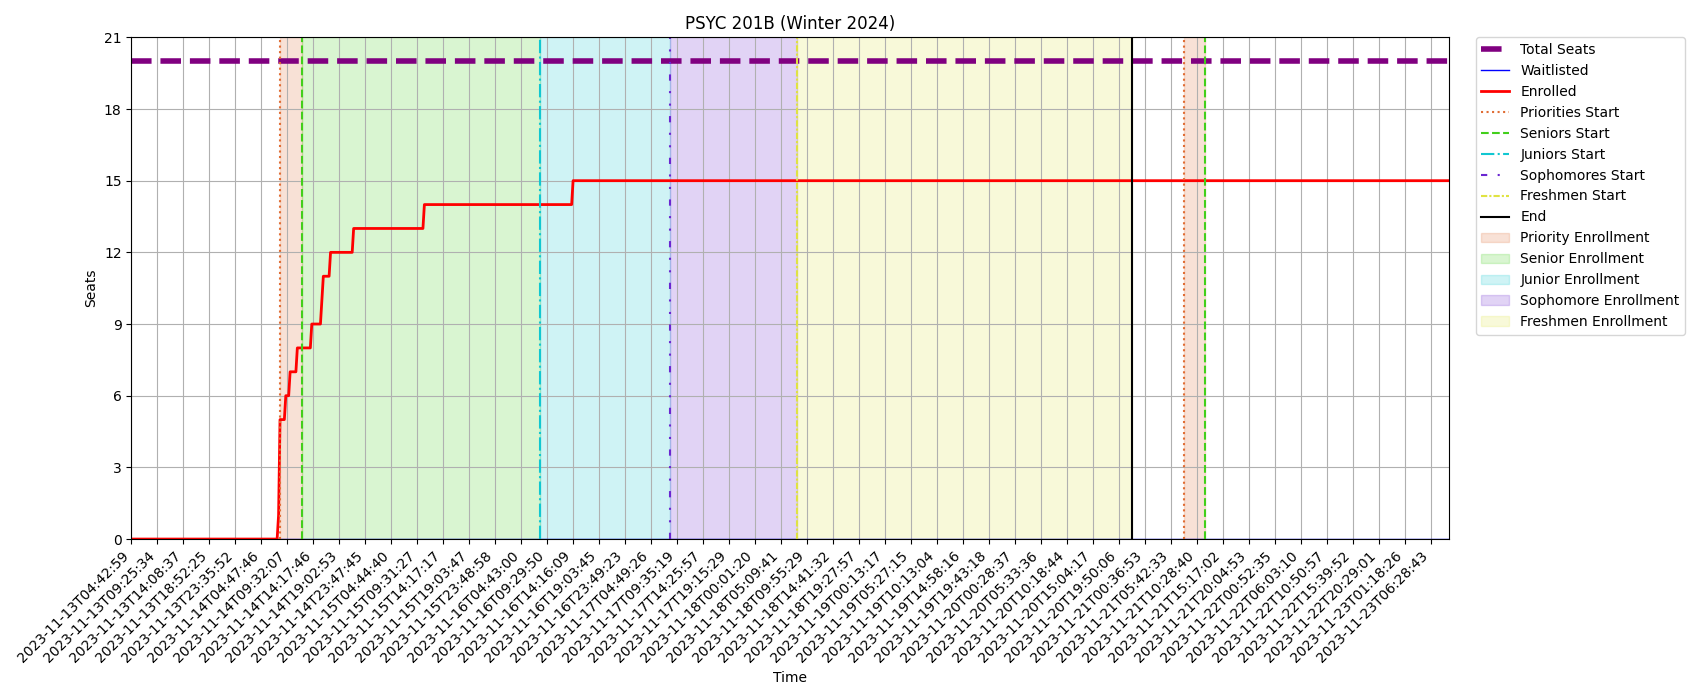 PSYC 201B (Winter 2024)
21
18
15
12
9
6
3
0
Seats
2023-11-13T04:42:59
2023-11-13T09:25:34
2023-11-13T14:08:37
2023-11-13T18:52:25
2023-11-13T23:35:52
2023-11-14T04:47:46
2023-11-14T09:32:07
2023-11-14T14:17:46
2023-11-14T19:02:53
2023-11-14T23:47:45
2023-11-15T04:44:40
2023-11-15T09:31:27
2023-11-15T14:17:17
2023-11-15T19:03:47
2023-11-15T23:48:58
2023-11-16T04:43:00
2023-11-16T09:29:50
2023-11-16T14:16:09
2023-11-16T19:03:45
2023-11-16T23:49:23
2023-11-17T04:49:26
2023-11-17T09:35:19
2023-11-17T14:25:57
2023-11-17T19:15:29
2023-11-18T00:01:20
2023-11-18T05:09:41
2023-11-18T09:55:29
2023-11-18T14:41:32
2023-11-18T19:27:57
2023-11-19T00:13:17
2023-11-19T05:27:15
2023-11-19T10:13:04
2023-11-19T14:58:16
2023-11-19T19:43:18
2023-11-20T00:28:37
2023-11-20T05:33:36
2023-11-20T10:18:44
2023-11-20T15:04:17
2023-11-20T19:50:06
2023-11-21T00:36:53
2023-11-21T05:42:33
2023-11-21T10:28:40
2023-11-21T15:17:02
2023-11-21T20:04:53
2023-11-22T00:52:35
2023-11-22T06:03:10
2023-11-22T10:50:57
2023-11-22T15:39:52
2023-11-22T20:29:01
2023-11-23T01:18:26
2023-11-23T06:28:43
Time
Total Seats
Waitlisted
Enrolled
Priorities Start
Seniors Start
Juniors Start
Sophomores Start
Freshmen Start
End
Priority Enrollment
Senior Enrollment
Junior Enrollment
Sophomore Enrollment
Freshmen Enrollment